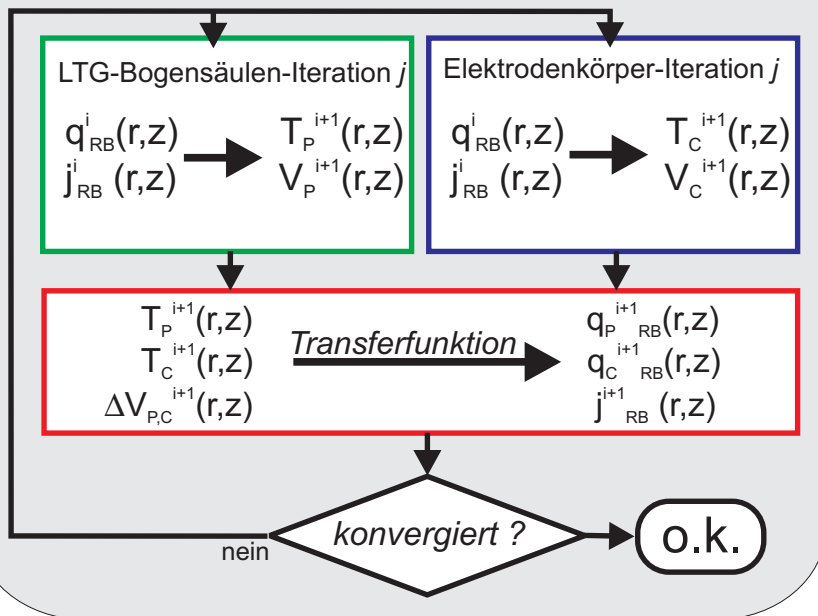 LTG-Bogensäulen-Iteration j
q^i_RB(r,z) T_P^i+1(r,z)
j^i_RB (r,z) V_P^i+1(r,z)
Elektrodenkörper-Iteration j
q^i_RB(r,z) T_C^i+1(r,z)
j^i_RB (r,z) V_C^i+1(r,z)
T_P^i+1(r,z)
T_C^i+1(r,z)
ΔV_P,C^i+1(r,z)
Transferfunktion
q_P^i+1_RB(r,z)
q_C^i+1_RB(r,z)
j^i+1_RB (r,z)
konvergiert ?
nein
o.k.